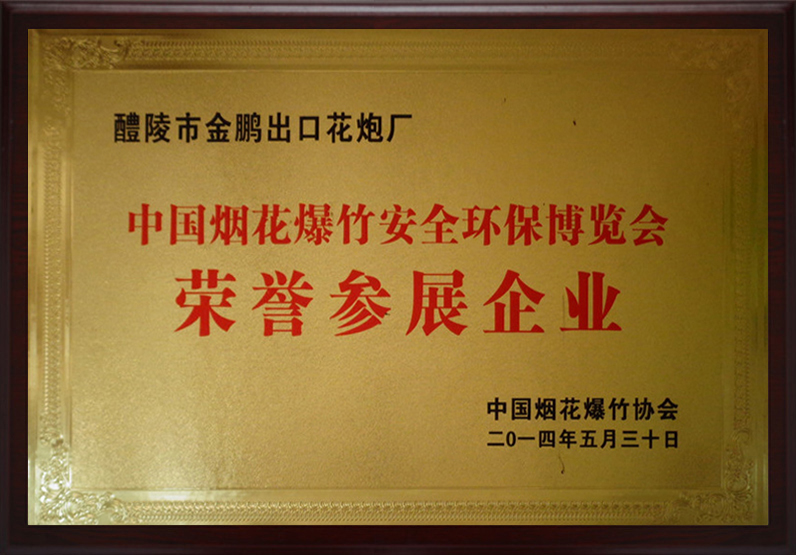 醴陵市金鹏出口花炮厂
中国烟花爆竹安全环保博览会
荣誉参展企业
中国烟花爆竹协会
二0一四年五月三十日